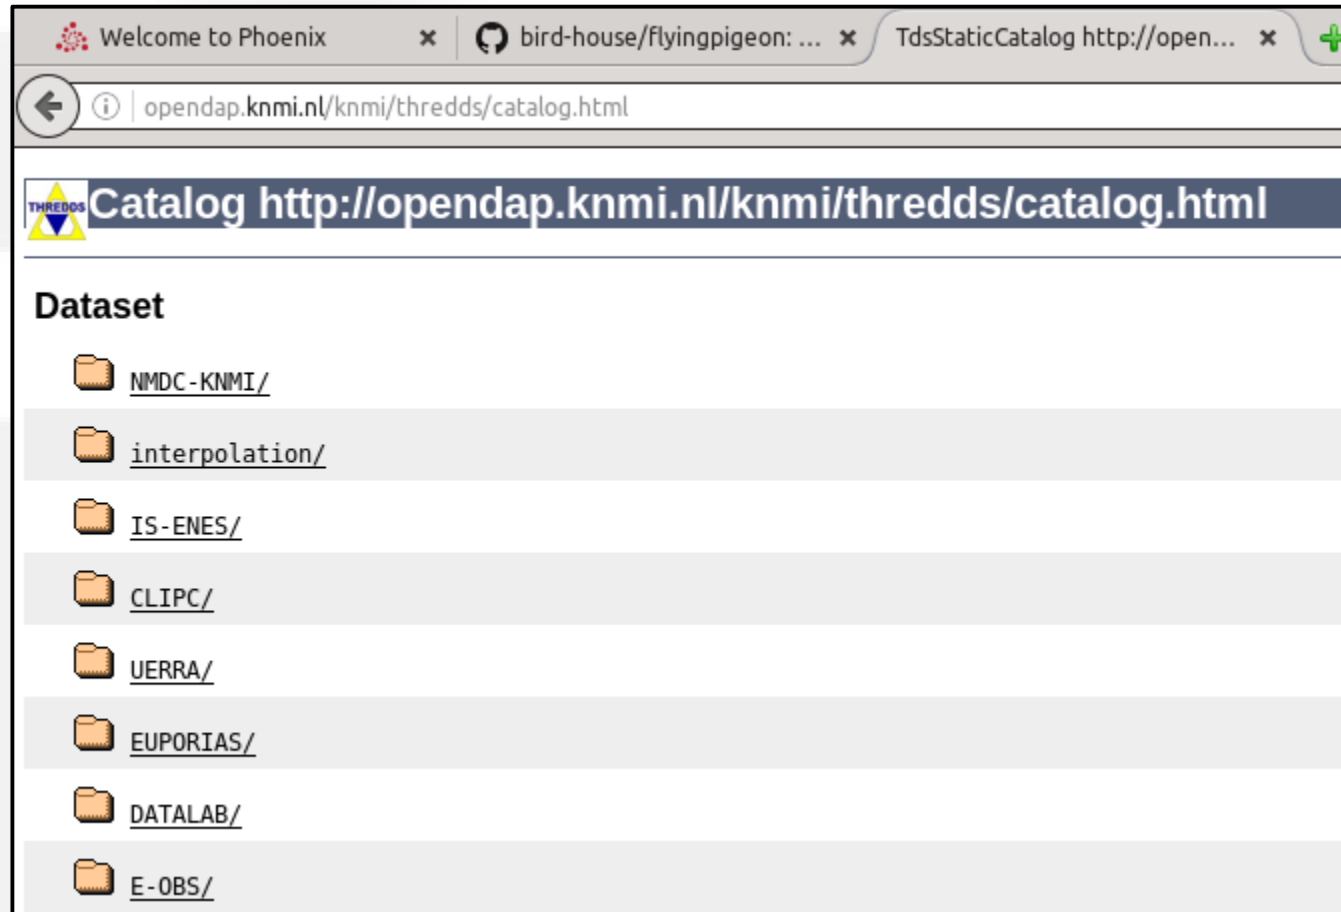 Welcome to Phoenix × bird-house/flyingpigeon: ... × TdsStaticCatalog http://open... ×
opendap.knmi.nl/knmi/thredds/catalog.html
THREDDS Catalog http://opendap.knmi.nl/knmi/thredds/catalog.html
Dataset
NMDC-KNMI/
interpolation/
IS-ENES/
CLIPC/
UERRA/
EUPORIAS/
DATALAB/
E-OBS/